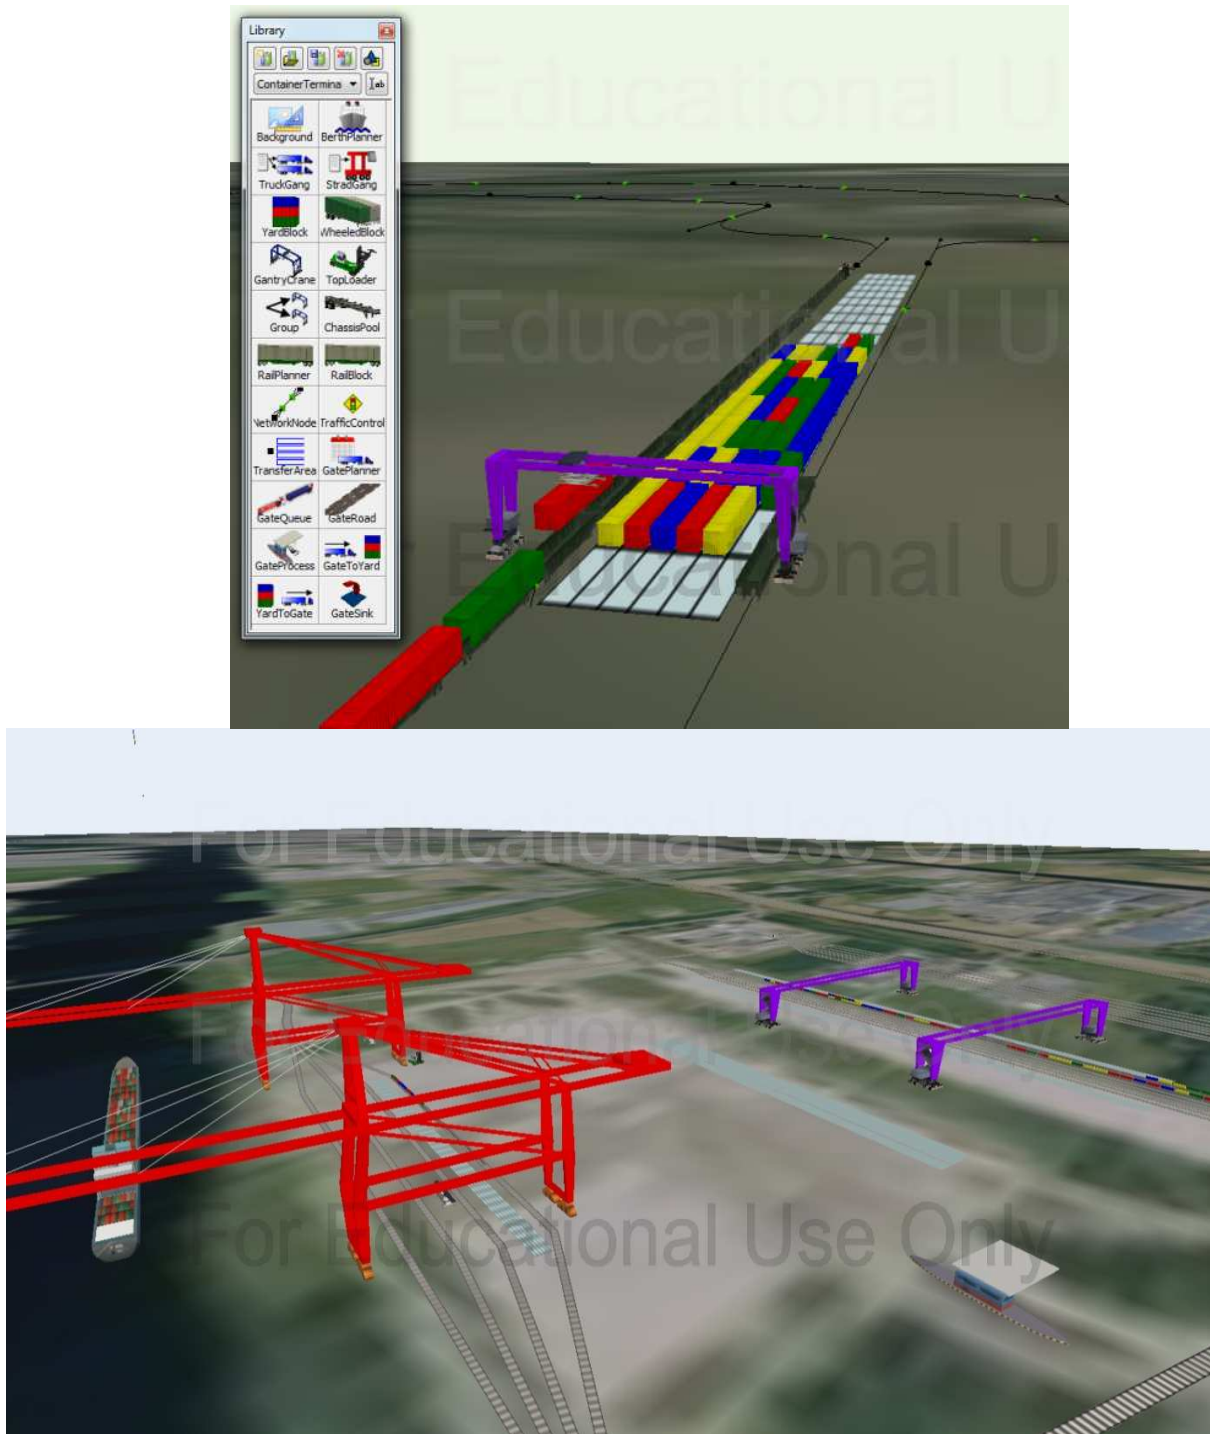 Library
ContainerTermina
ab
Background BerthPlanner
TruckGang StradGang
YardBlock WheeledBlock
GantryCrane TopLoader
Group ChassisPool
RailPlanner RailBlock
NetworkNode TrafficControl
TransferArea GatePlanner
GateQueue GateRoad
GateProcess GateToYard
YardToGate GateSink
Educational U
r Educational U
Educational U
For Educational Use Only
For Educational Use Only
For Educational Use Only